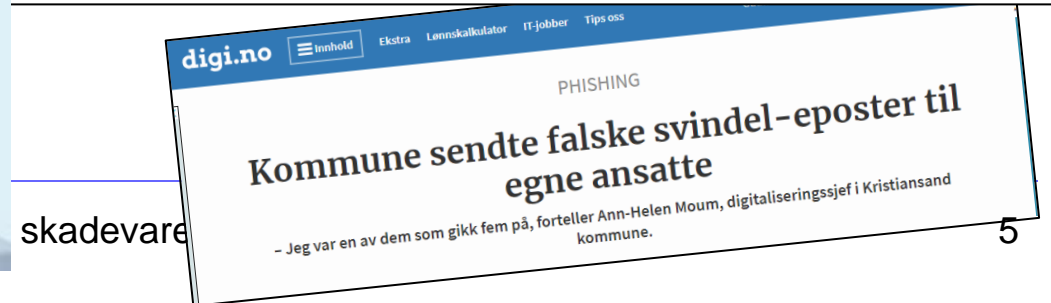 digi.no Innhold Ekstra Lønnskalkulator IT-jobber Tips oss
PHISHING
Kommune sendte falske svindel-eposter til
egne ansatte
– Jeg var en av dem som gikk fem på, forteller Ann-Helen Moum, digitaliseringssjef i Kristiansand
kommune.
skadevare
5